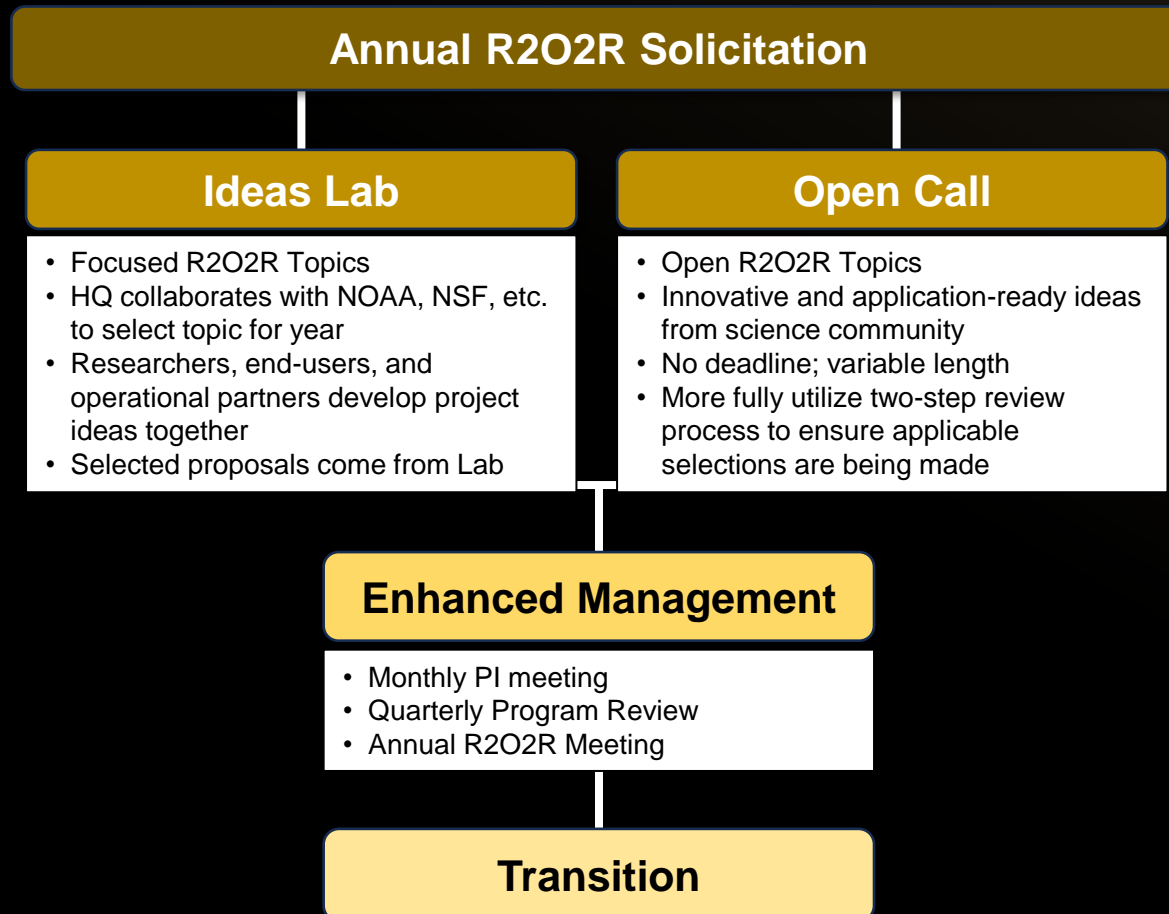 Annual R2O2R Solicitation
Ideas Lab
• Focused R2O2R Topics
• HQ collaborates with NOAA, NSF, etc.
to select topic for year
• Researchers, end-users, and
operational partners develop project
ideas together
• Selected proposals come from Lab
Open Call
• Open R2O2R Topics
• Innovative and application-ready ideas
from science community
• No deadline; variable length
• More fully utilize two-step review
process to ensure applicable
selections are being made
Enhanced Management
• Monthly PI meeting
• Quarterly Program Review
• Annual R2O2R Meeting
Transition